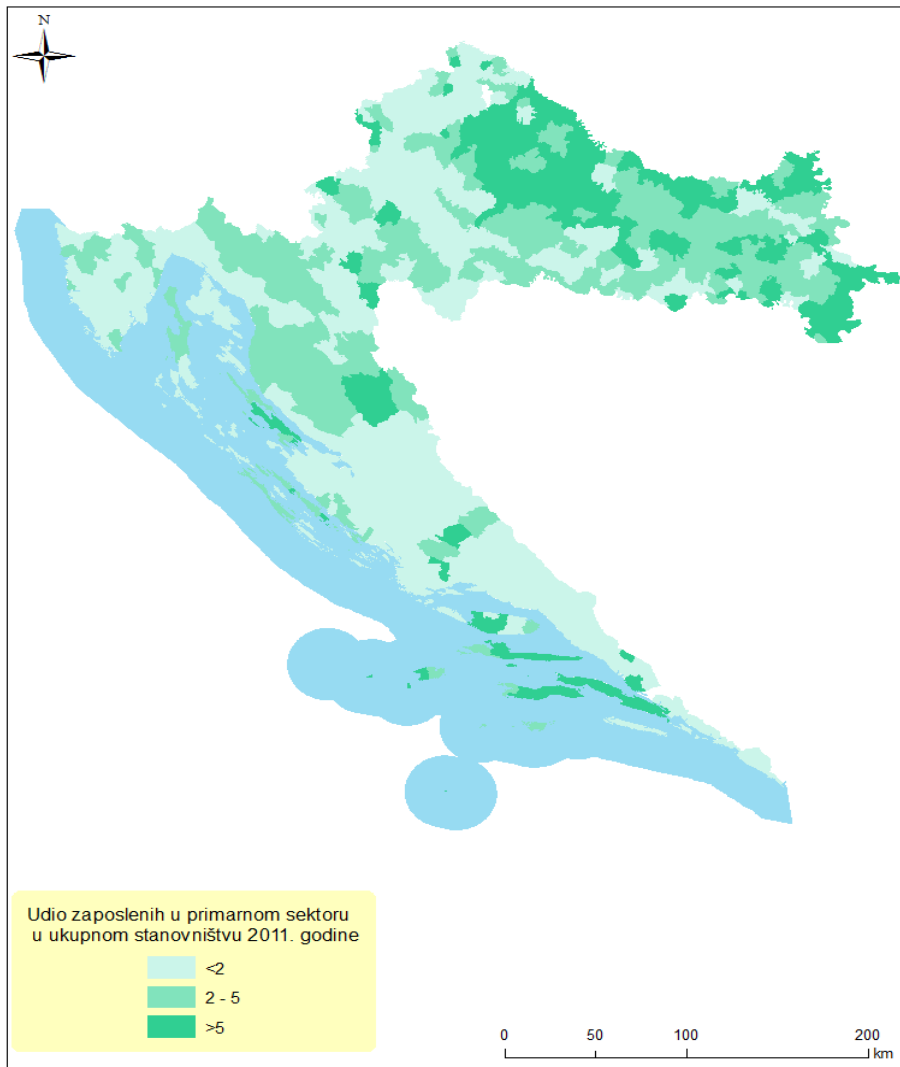 N
Udio zaposlenih u primarnom sektoru
u ukupnom stanovništvu 2011. godine
<2
2 - 5
>5
0 50 100 200
km